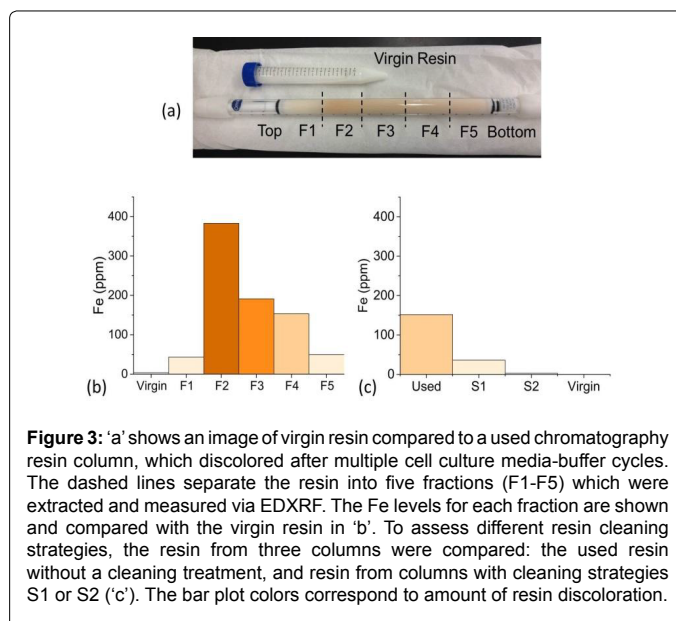 Virgin Resin
(a)
Top F1 F2 F3 F4 F5 Bottom
400
300
200
100
0
Fe (ppm)
Virgin F1 F2 F3 F4 F5
(b)
400
300
200
100
0
Fe (ppm)
Used S1 S2 Virgin
(c)
Figure 3: ‘a’ shows an image of virgin resin compared to a used chromatography
resin column, which discolored after multiple cell culture media-buffer cycles.
The dashed lines separate the resin into five fractions (F1-F5) which were
extracted and measured via EDXRF. The Fe levels for each fraction are shown
and compared with the virgin resin in ‘b’. To assess different resin cleaning
strategies, the resin from three columns were compared: the used resin
without a cleaning treatment, and resin from columns with cleaning strategies
S1 or S2 (‘c’). The bar plot colors correspond to amount of resin discoloration.